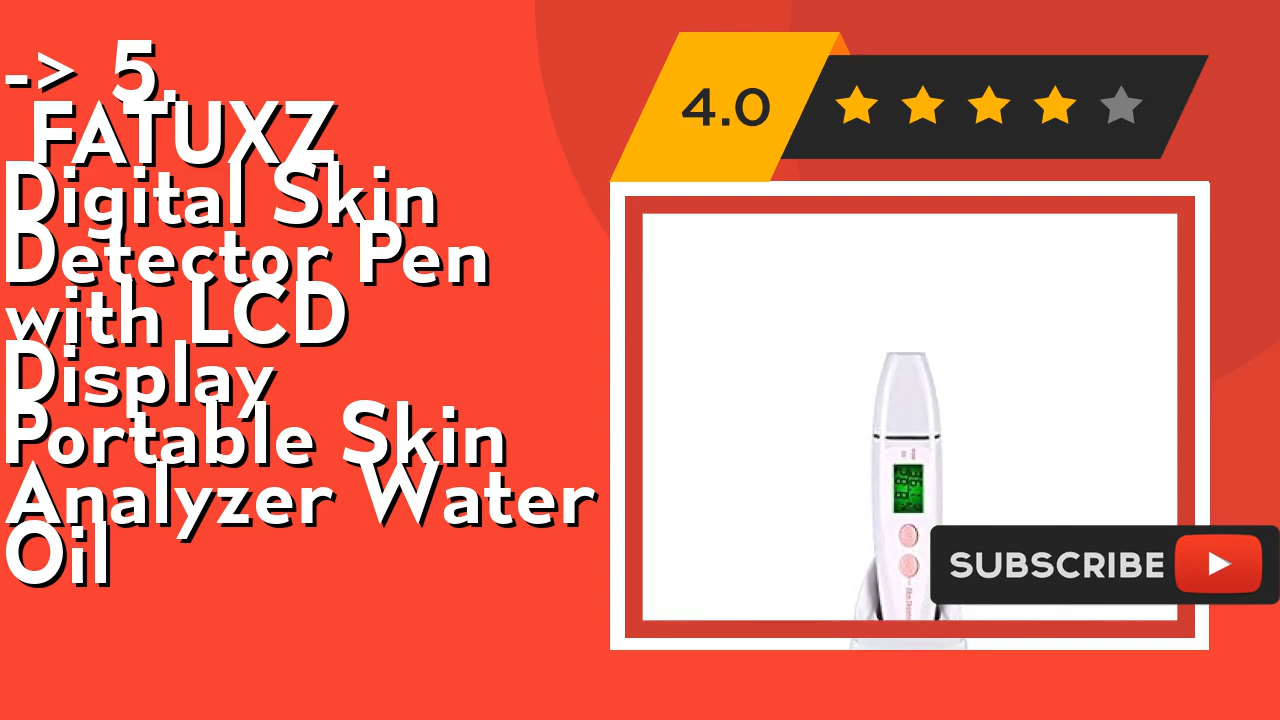 -> 5.
FATUXZ
Digital Skin
Detector Pen
with LCD
Display
Portable Skin
Analyzer Water
Oil
4.0
SUBSCRIBE